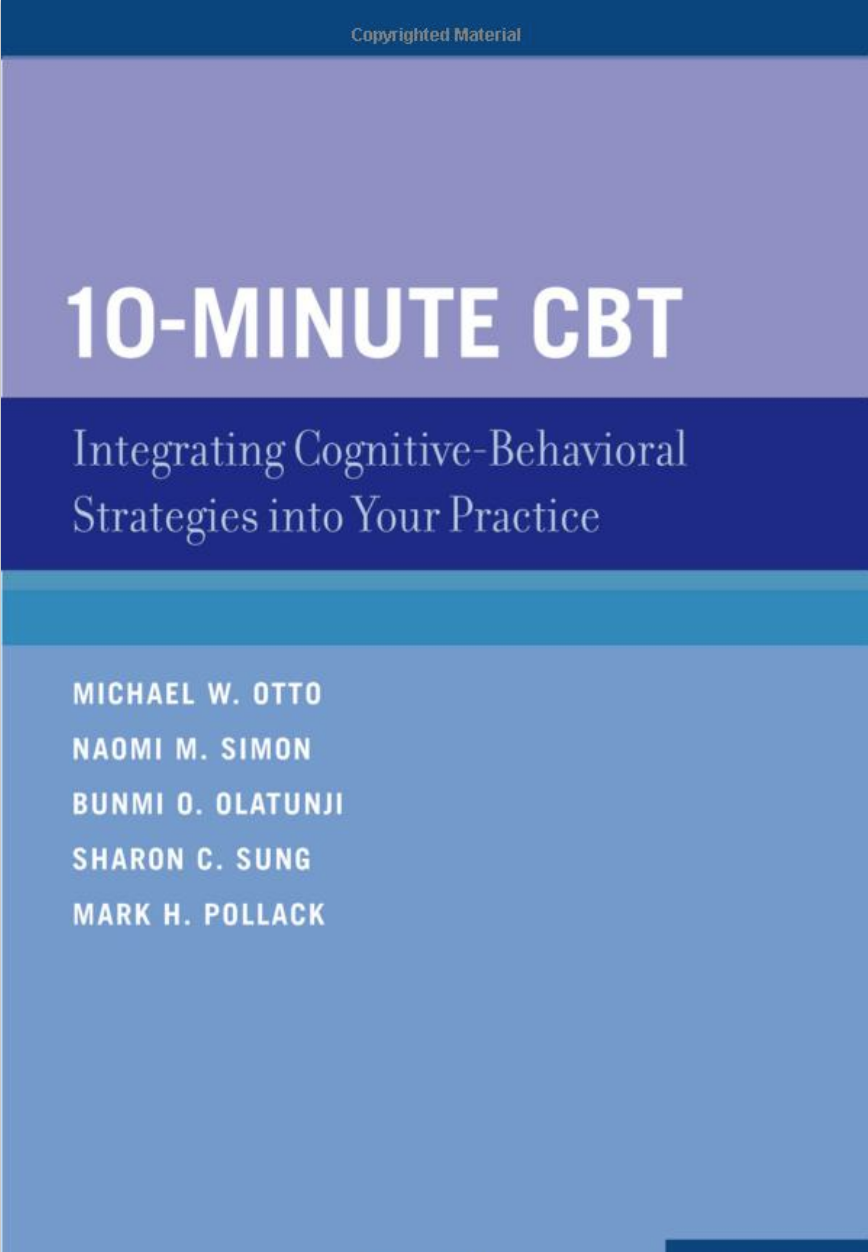 Copyrighted Material
10-MINUTE CBT
Integrating Cognitive-Behavioral
Strategies into Your Practice
MICHAEL W. OTTO
NAOMI M. SIMON
BUNMI O. OLATUNJI
SHARON C. SUNG
MARK H. POLLACK